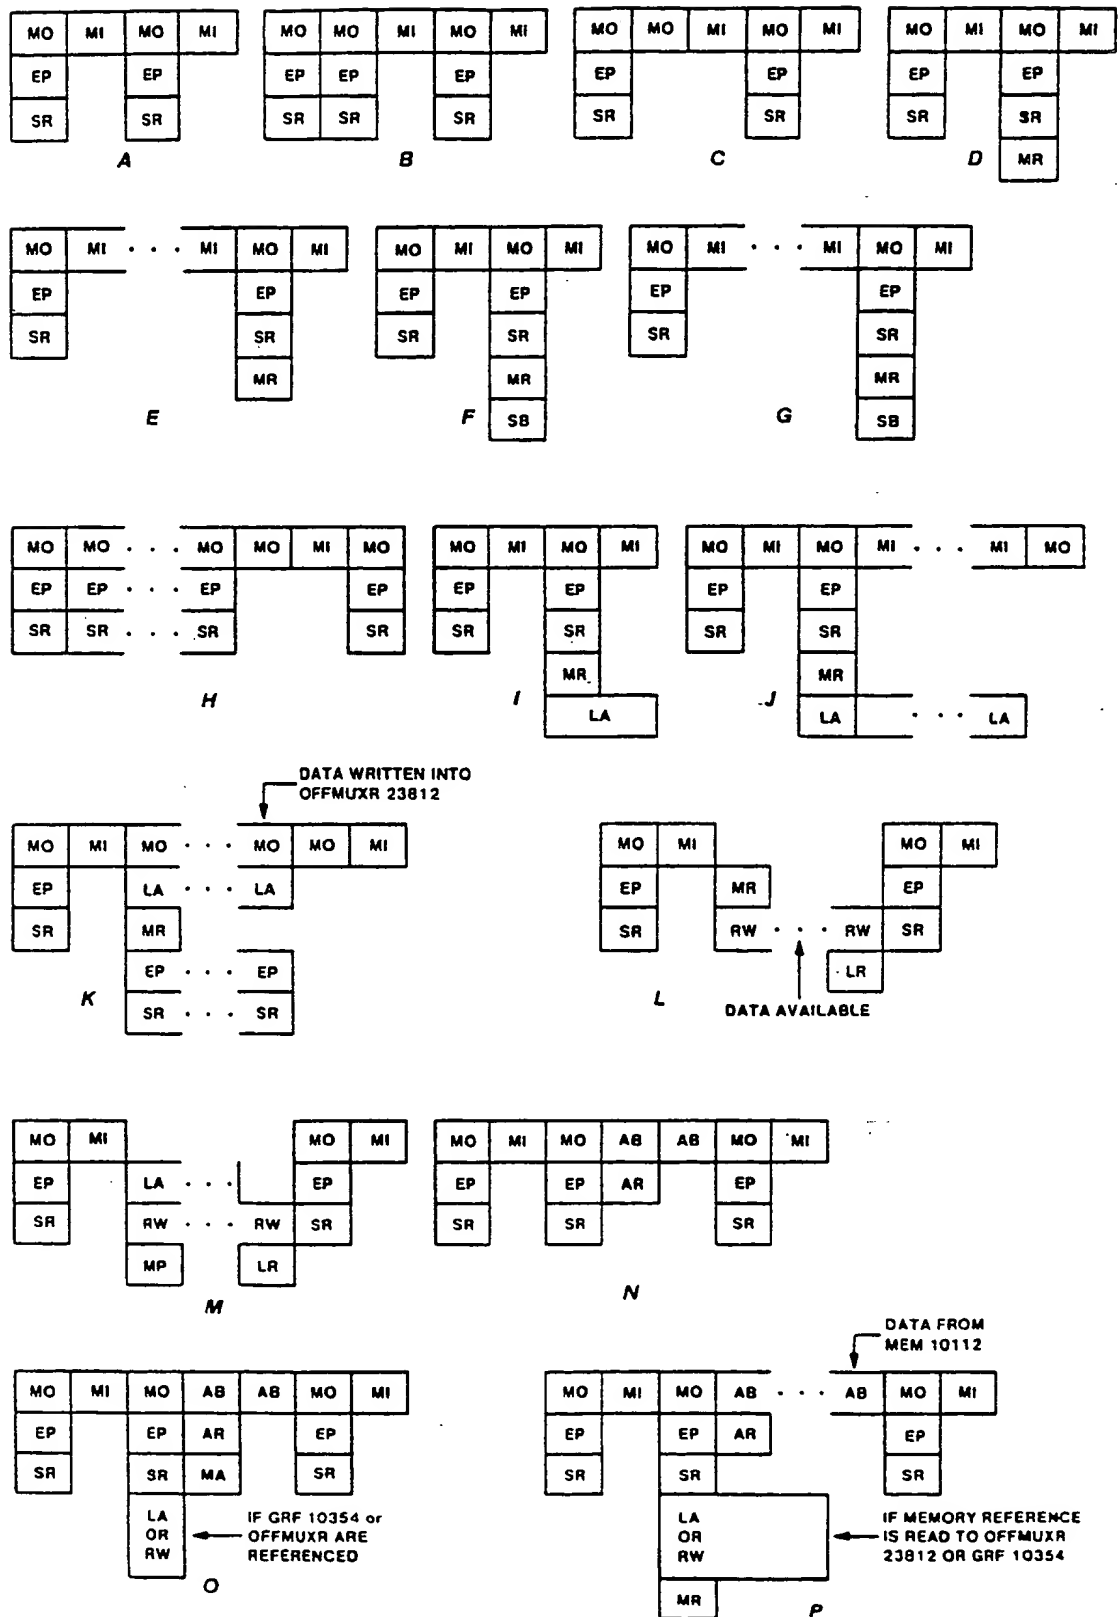 MO MI MO MI
EP EP
SR SR
A
MO MO MI MO MI
EP EP EP
SR SR SR
B
MO MO MI MO MI
EP EP
SR SR
C
MO MI MO MI
EP EP
SR SR
MR
D
MO MI . . . MI MO MI
EP EP
SR SR
MR
E
MO MI MO MI
EP EP
SR SR
MR
SB
F
MO MI . . . MI MO MI
EP EP
SR SR
MR
SB
G
MO MO . . . MO MO MI MO
EP EP . . . EP EP
SR SR . . . SR SR
H
MO MI MO MI
EP EP
SR SR
MR
LA
I
MO MI MO MI . . . MI MO
EP EP
SR SR
MR
LA . . . LA
J
DATA WRITTEN INTO
OFFMUXR 23812
MO MI MO . . . MO MO MI
EP LA . . . LA
SR MR
EP . . . EP
SR . . . SR
K
MO MI MO MI
EP MR EP
SR RW . . . RW SR
LR
DATA AVAILABLE
L
MO MI MO MI
EP LA . . . EP
SR RW . . . RW SR
MP LR
M
MO MI MO AB AB MO MI
EP EP AR EP
SR SR SR
N
MO MI MO AB AB MO MI
EP EP AR EP
SR SR MA SR
LA
OR
RW
IF GRF 10354 or
OFFMUXR ARE
REFERENCED
O
DATA FROM
MEM 10112
MO MI MO AB . . . AB MO MI
EP EP AR EP
SR SR SR
LA
OR
RW
IF MEMORY REFERENCE
IS READ TO OFFMUXR
23812 OR GRF 10354
MR
P